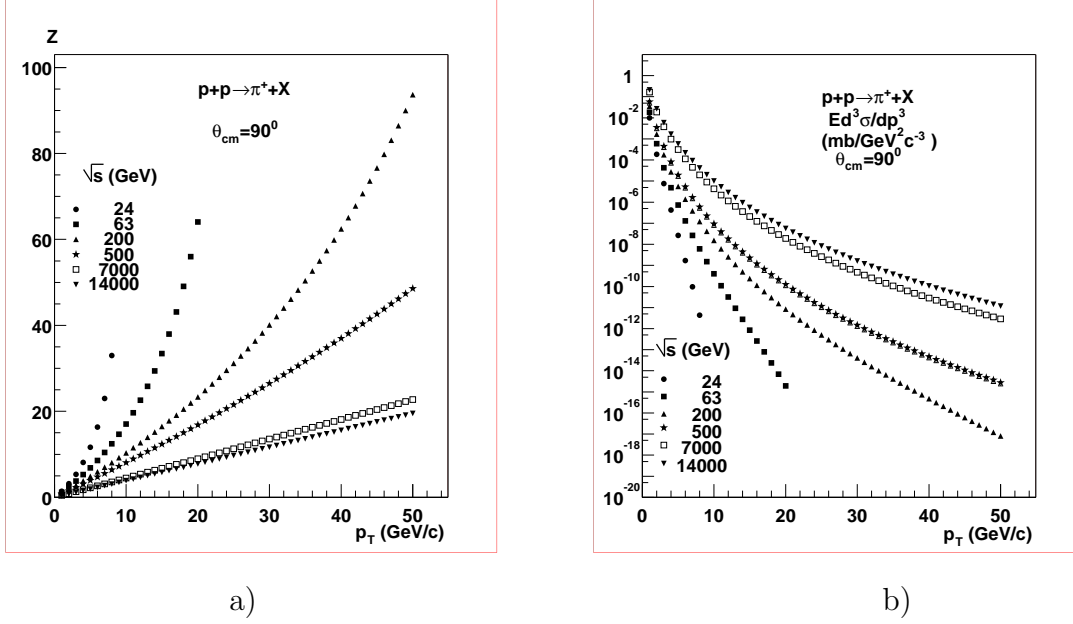 Z
100
80
60
40
20
0
p+p→π⁺+X
θcm=90⁰
√s (GeV)
24
63
200
500
7000
14000
0 10 20 30 40 50
pT (GeV/c)
a)
1
10⁻²
10⁻⁴
10⁻⁶
10⁻⁸
10⁻¹⁰
10⁻¹²
10⁻¹⁴
10⁻¹⁶
10⁻¹⁸
10⁻²⁰
p+p→π⁺+X
Ed³σ/dp³
(mb/GeV²c⁻³ )
θcm=90⁰
√s (GeV)
24
63
200
500
7000
14000
0 10 20 30 40 50
pT (GeV/c)
b)